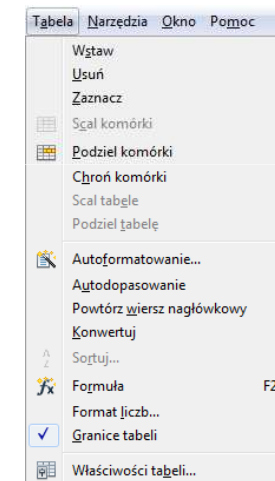 Tabela Narzędzia Okno Pomoc
Wstaw
Usuń
Zaznacz
Scal komórki
Podziel komórki
Chroń komórki
Scal tabele
Podziel tabelę
Autoformatowanie...
Autodopasowanie
Powtórz wiersz nagłówkowy
Konwertuj
Sortuj...
Formuła F2
Format liczb...
Granice tabeli
Właściwości tabeli...